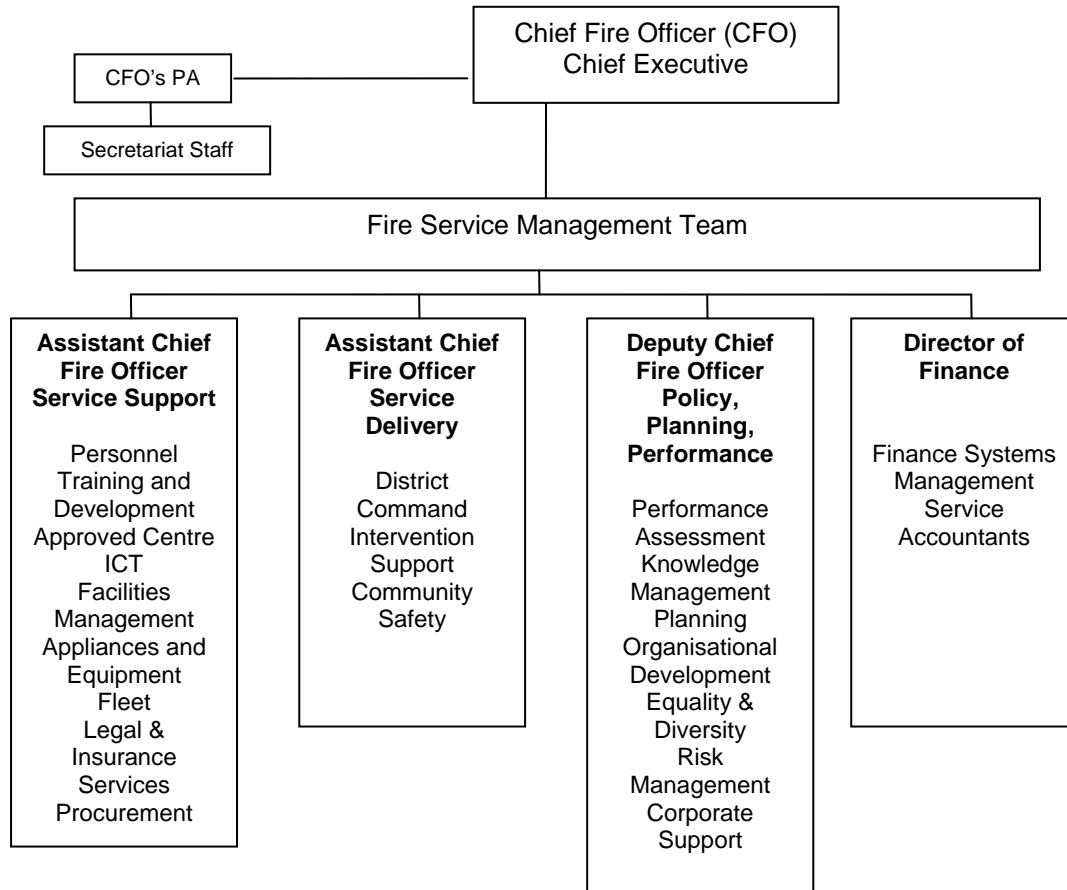 Chief Fire Officer (CFO)
Chief Executive
CFO's PA
Secretariat Staff
Fire Service Management Team
Assistant Chief
Fire Officer
Service Support
Personnel
Training and
Development
Approved Centre
ICT
Facilities
Management
Appliances and
Equipment
Fleet
Legal &
Insurance
Services
Procurement
Assistant Chief
Fire Officer
Service
Delivery
District
Command
Intervention
Support
Community
Safety
Deputy Chief
Fire Officer
Policy,
Planning,
Performance
Performance
Assessment
Knowledge
Management
Planning
Organisational
Development
Equality &
Diversity
Risk
Management
Corporate
Support
Director of
Finance
Finance Systems
Management
Service
Accountants